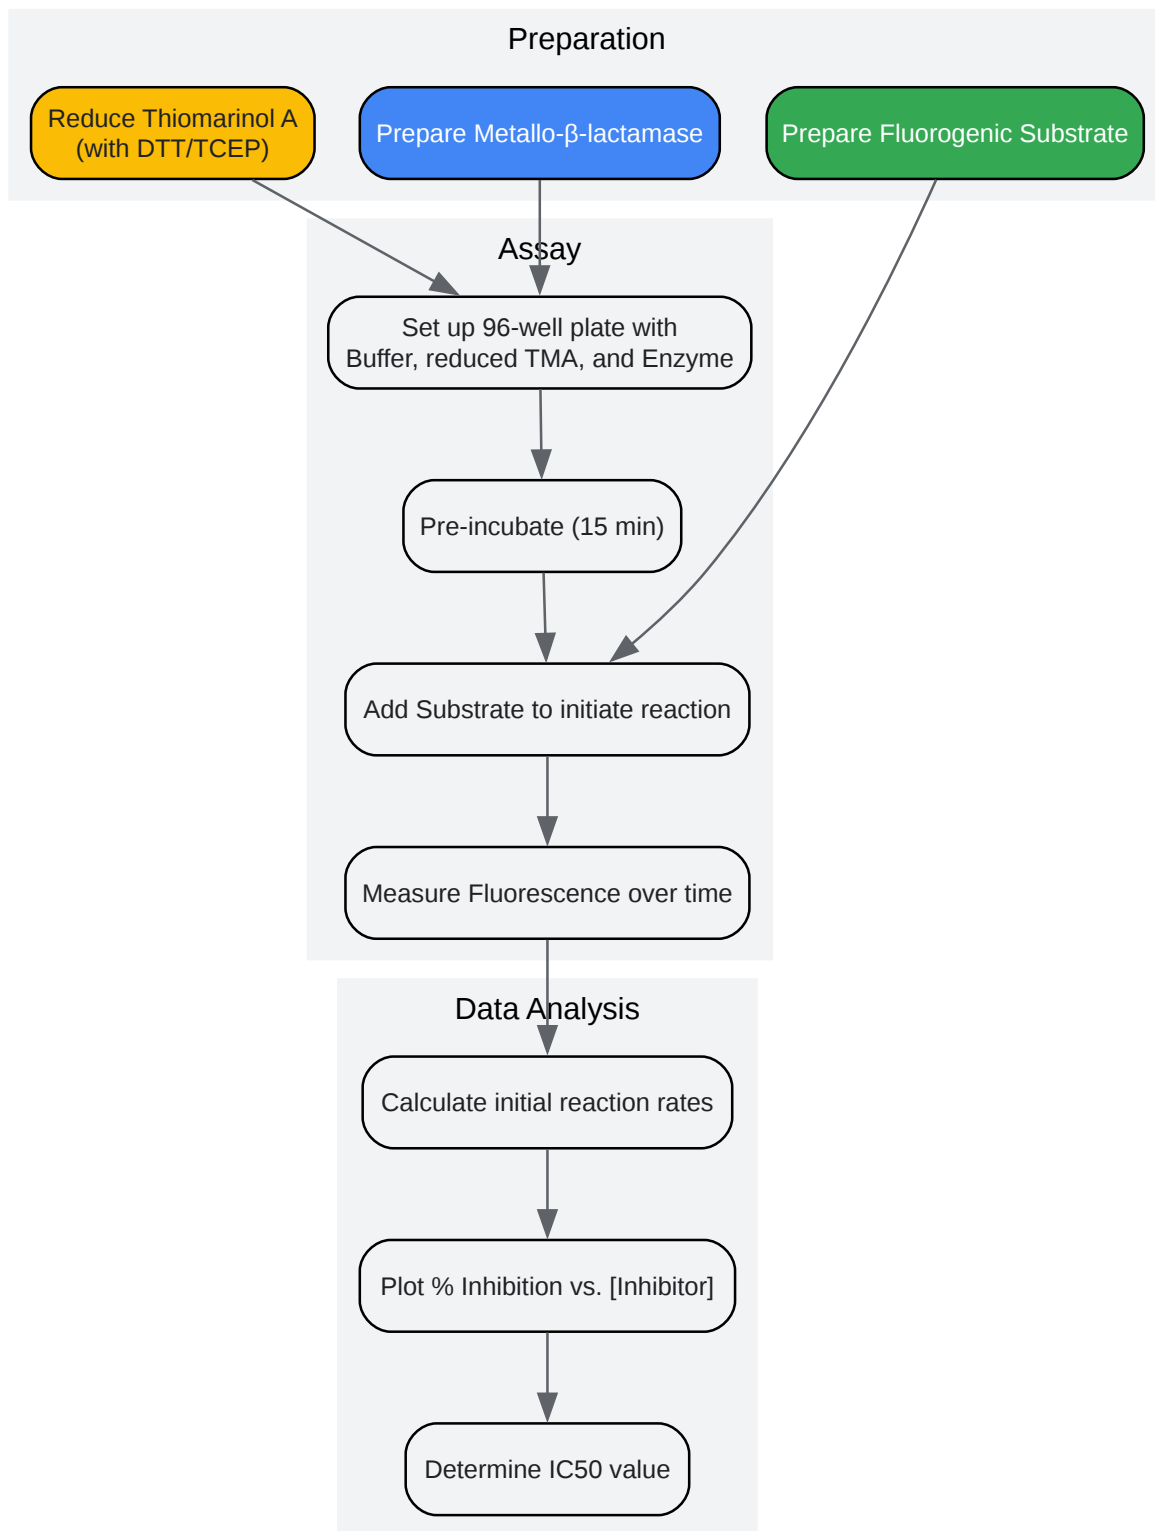 Preparation
Reduce Thiomarinol A
(with DTT/TCEP)
Prepare Metallo-β-lactamase
Prepare Fluorogenic Substrate
Assay
Set up 96-well plate with
Buffer, reduced TMA, and Enzyme
Pre-incubate (15 min)
Add Substrate to initiate reaction
Measure Fluorescence over time
Data Analysis
Calculate initial reaction rates
Plot % Inhibition vs. [Inhibitor]
Determine IC50 value